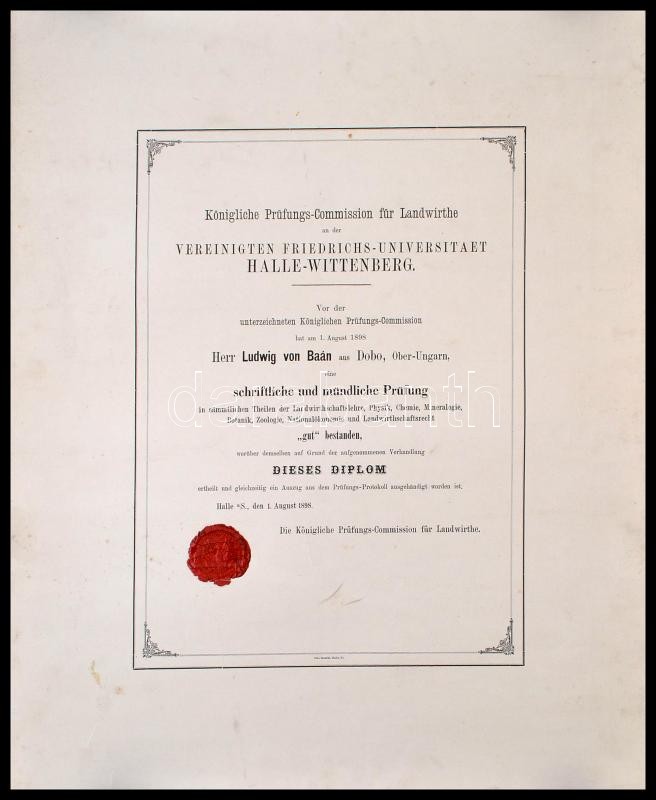 Königliche Prüfungs-Commission für Landwirthe
an der
VEREINIGTEN FRIEDRICHS-UNIVERSITAET
HALLE-WITTENBERG.
Vor der
unterzeichneten Königlichen Prüfungs-Commission
hat am 1. August 1898
Herr Ludwig von Baán aus Dobo, Ober-Ungarn,
eine
schriftliche und mündliche Prüfung
in sämmtlichen Theilen der Landwirthschaftslehre, Physik, Chemie, Mineralogie,
Botanik, Zoologie, Nationalökonomie und Landwirthschaftsrecht
„gut“ bestanden,
worüber demselben auf Grund der aufgenommenen Verhandlung
DIESES DIPLOM
ertheilt und gleichzeitig ein Auszug aus dem Prüfungs-Protokoll ausgehändigt worden ist.
Halle a/S., den 1. August 1898.
Die Königliche Prüfungs-Commission für Landwirthe.
darabanth